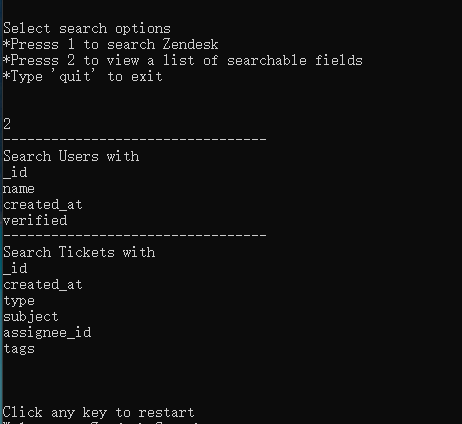 Select search options
*Presss 1 to search Zendesk
*Presss 2 to view a list of searchable fields
*Type 'quit' to exit
2
---------------------------------
Search Users with
_id
name
created_at
verified
---------------------------------
Search Tickets with
_id
created_at
type
subject
assignee_id
tags
Click any key to restart